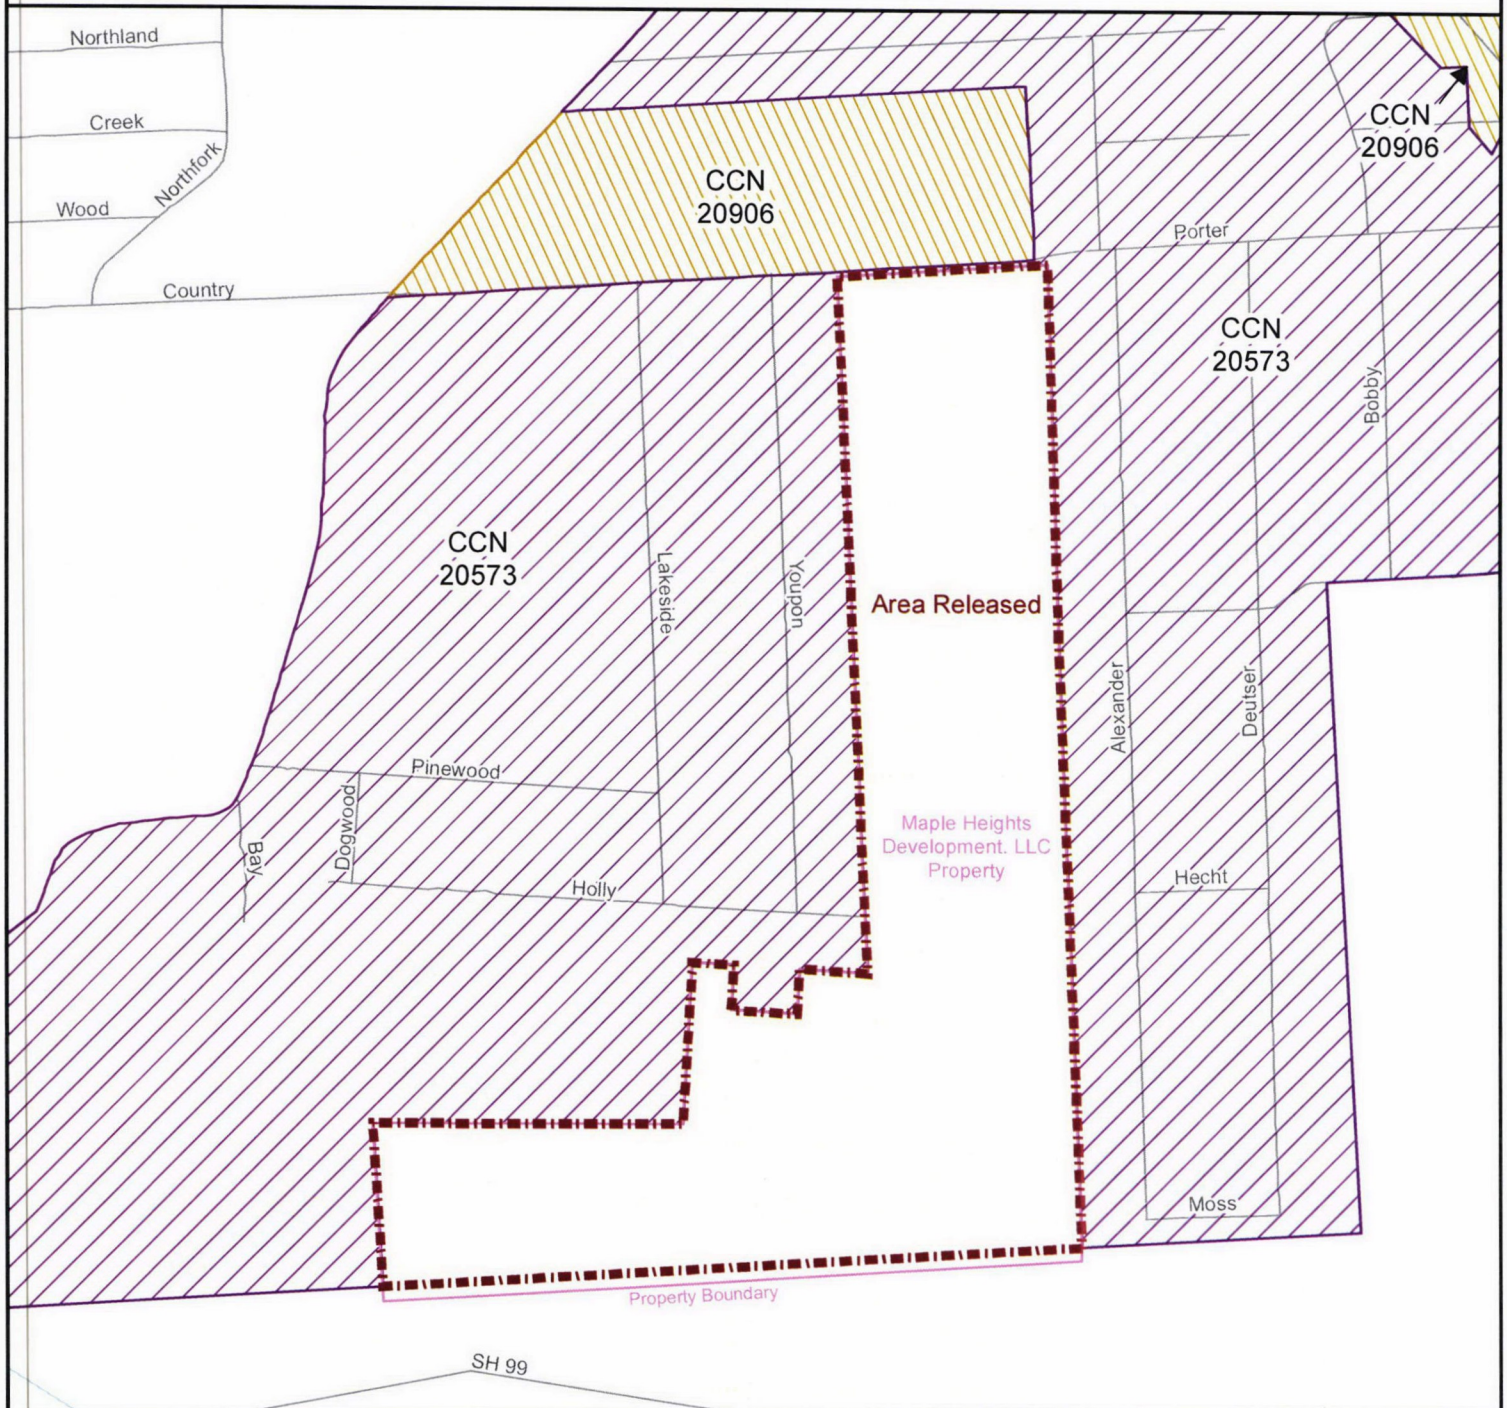 Northland
Creek
Northfork
Wood
Country
CCN
20906
CCN
20906
Porter
CCN
20573
Bobby
CCN
20573
Lakeside
Youpon
Area Released
Alexander
Deutser
Pinewood
Dogwood
Bay
Holly
Maple Heights
Development. LLC
Property
Hecht
Moss
Property Boundary
SH 99